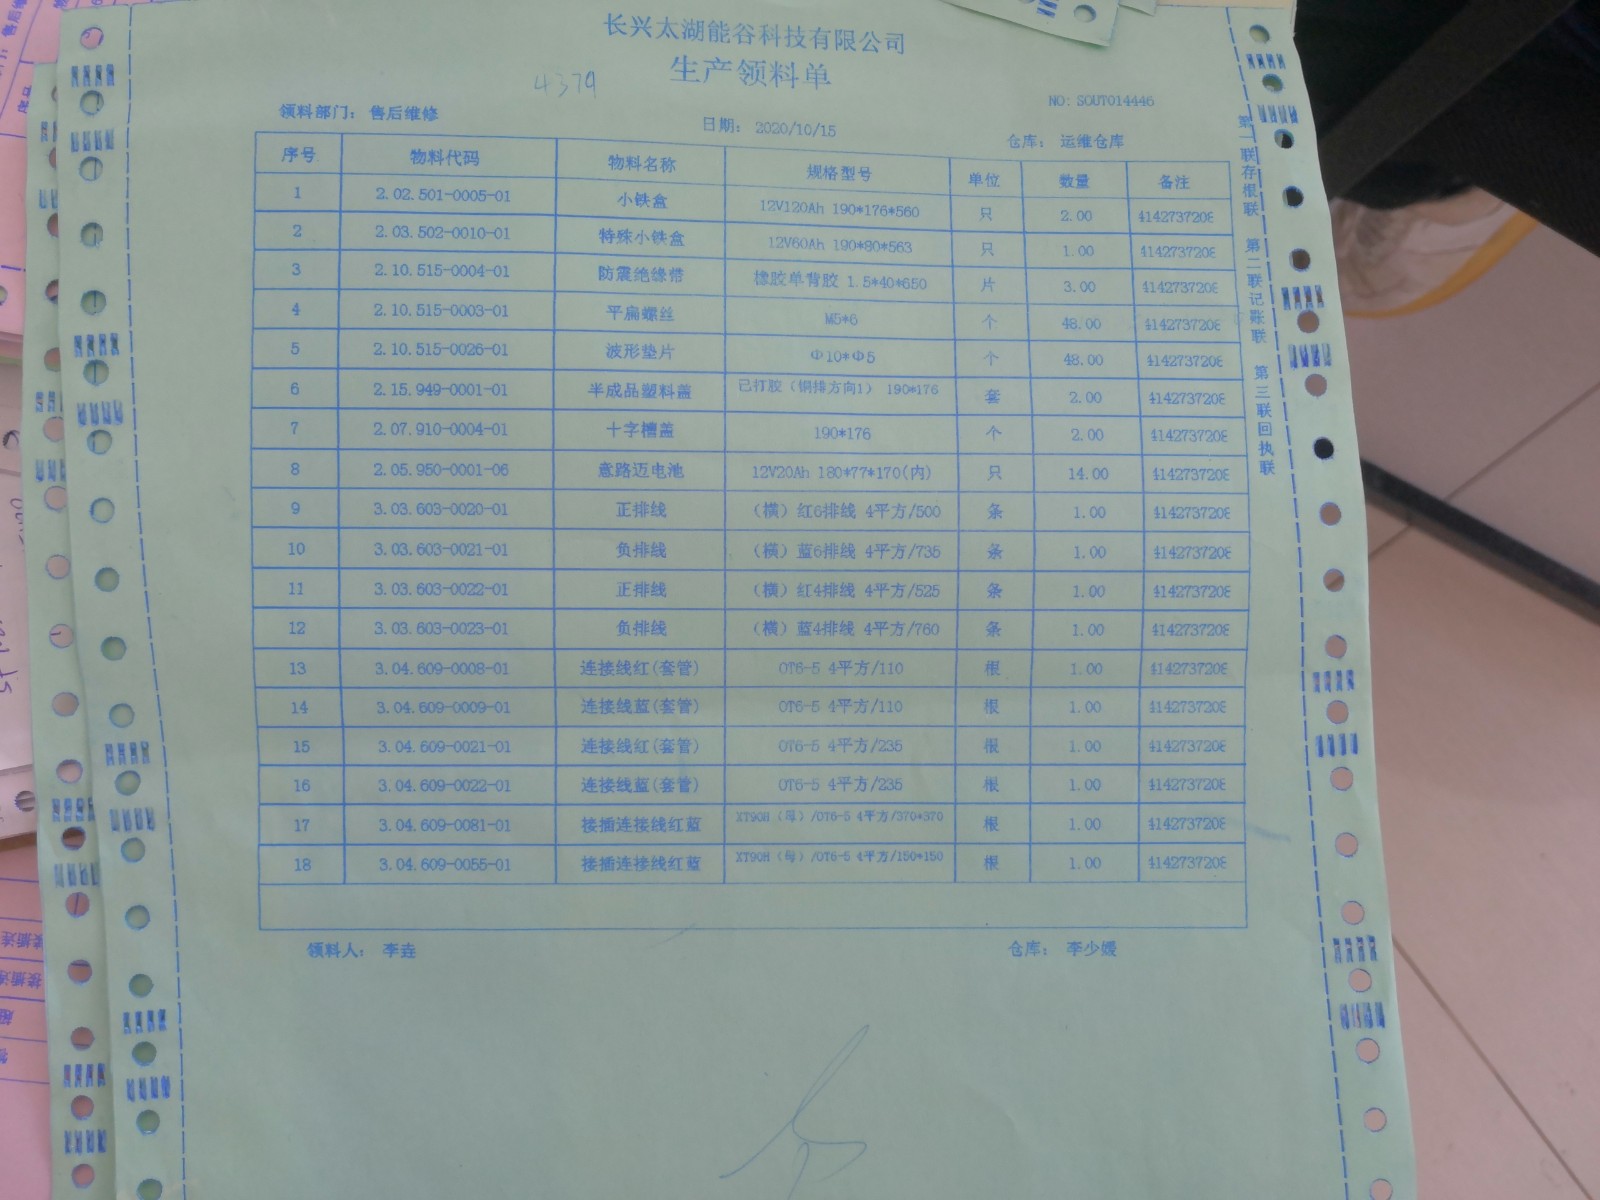 长兴太湖能谷科技有限公司
生产领料单
4379
NO: SOUT014446
领料部门: 售后维修
日期: 2020/10/15
仓库: 运维仓库
序号 物料代码 物料名称 规格型号 单位 数量 备注
1 2.02.501-0005-01 小铁盒 12V120Ah 190*176*560 只 2.00 4142737208
2 2.03.502-0010-01 特殊小铁盒 12V60Ah 190*80*563 只 1.00 4142737208
3 2.10.515-0004-01 防震绝缘带 橡胶单背胶 1.5*40*650 片 3.00 4142737208
4 2.10.515-0003-01 平扁螺丝 M5*6 个 48.00 4142737208
5 2.10.515-0026-01 波形垫片 Φ10*Φ5 个 48.00 4142737208
6 2.15.949-0001-01 半成品塑料盖 已打胶（铜排方向1） 190*176 套 2.00 4142737208
7 2.07.910-0004-01 十字槽盖 190*176 个 2.00 4142737208
8 2.05.950-0001-06 意路迈电池 12V20Ah 180*77*170(内) 只 14.00 4142737208
9 3.03.603-0020-01 正排线 （横）红6排线 4平方/500 条 1.00 4142737208
10 3.03.603-0021-01 负排线 （横）蓝6排线 4平方/735 条 1.00 4142737208
11 3.03.603-0022-01 正排线 （横）红4排线 4平方/525 条 1.00 4142737208
12 3.03.603-0023-01 负排线 （横）蓝4排线 4平方/760 条 1.00 4142737208
13 3.04.609-0008-01 连接线红(套管) OT6-5 4平方/110 根 1.00 4142737208
14 3.04.609-0009-01 连接线蓝(套管) OT6-5 4平方/110 根 1.00 4142737208
15 3.04.609-0021-01 连接线红(套管) OT6-5 4平方/235 根 1.00 4142737208
16 3.04.609-0022-01 连接线蓝(套管) OT6-5 4平方/235 根 1.00 4142737208
17 3.04.609-0081-01 接插连接线红蓝 XT90H（母）/OT6-5 4平方/370*370 根 1.00 4142737208
18 3.04.609-0055-01 接插连接线红蓝 XT90H（母）/OT6-5 4平方/150*150 根 1.00 4142737208
领料人: 李垚
仓库: 李少嫚
第一联存根联 第二联记账联 第三联回执联